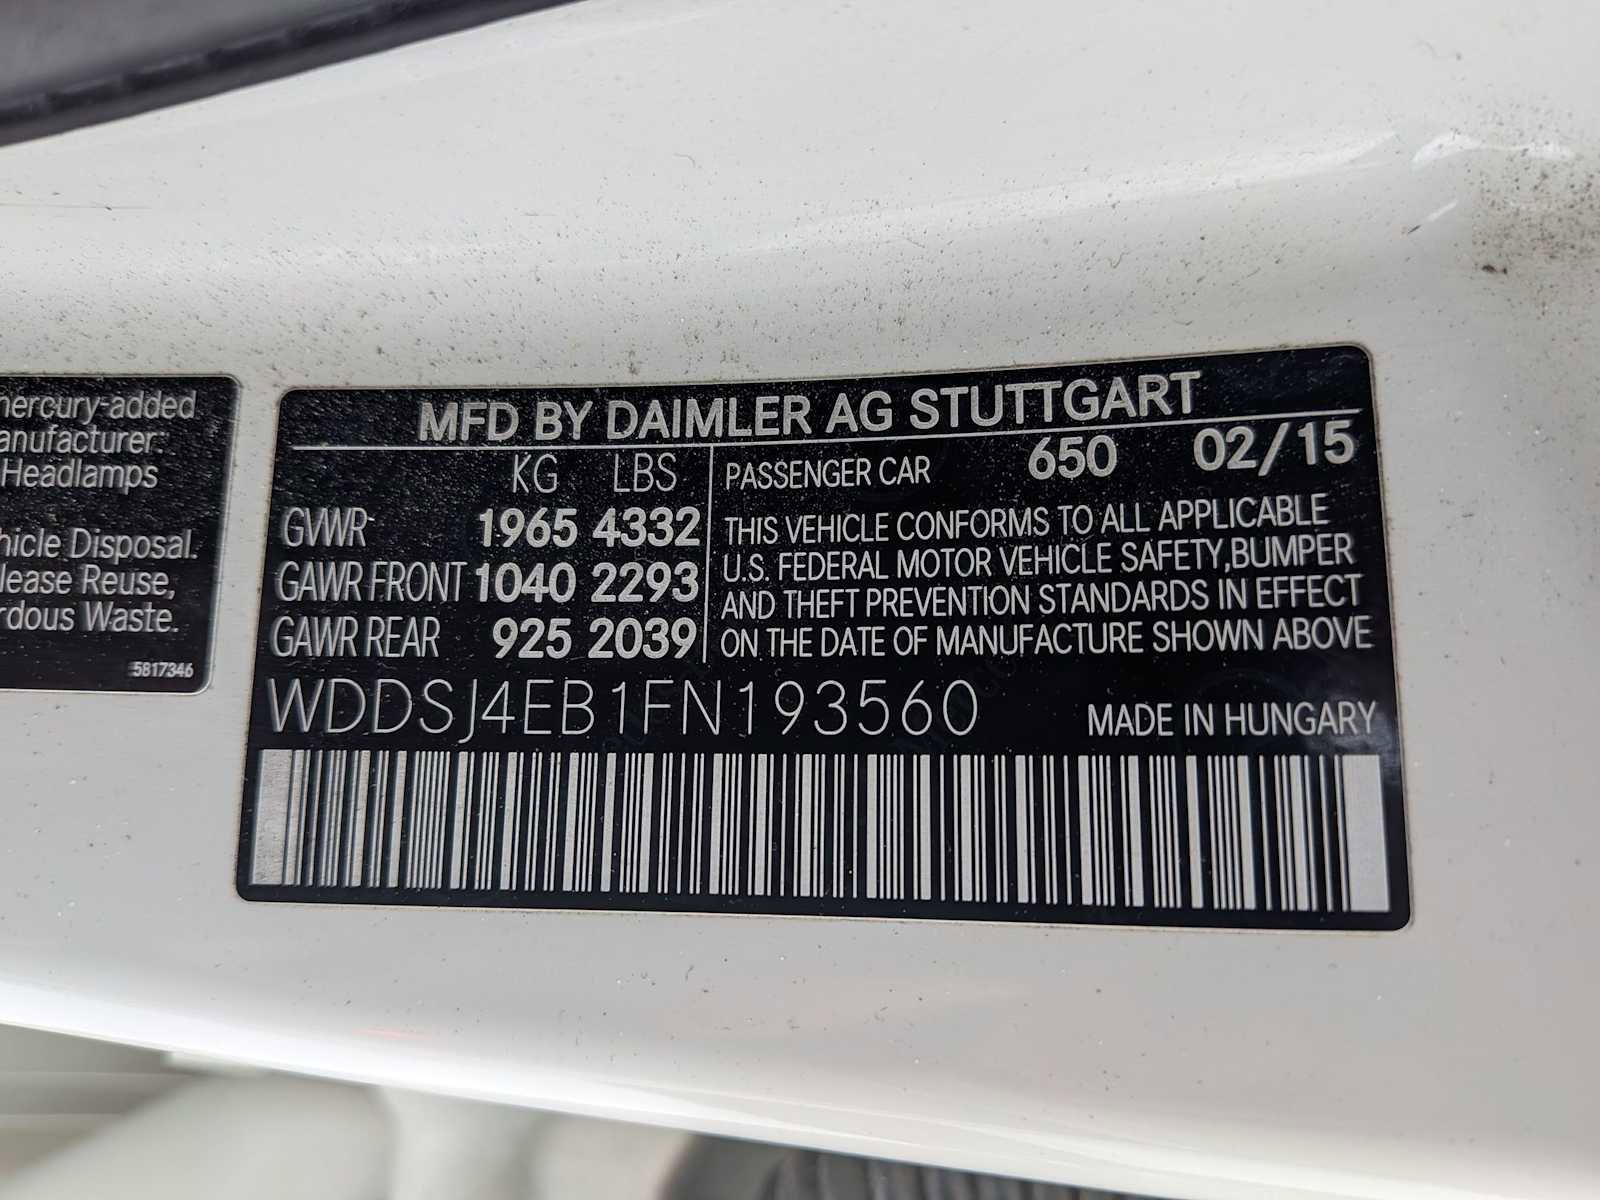 mercury-added
anufacturer:
Headlamps
hicle Disposal.
lease Reuse,
rdous Waste.
5817346
MFD BY DAIMLER AG STUTTGART
KG LBS
GVWR 1965 4332
GAWR FRONT 1040 2293
GAWR REAR 925 2039
PASSENGER CAR 650 02/15
THIS VEHICLE CONFORMS TO ALL APPLICABLE
U.S. FEDERAL MOTOR VEHICLE SAFETY,BUMPER
AND THEFT PREVENTION STANDARDS IN EFFECT
ON THE DATE OF MANUFACTURE SHOWN ABOVE
WDDSJ4EB1FN193560
MADE IN HUNGARY